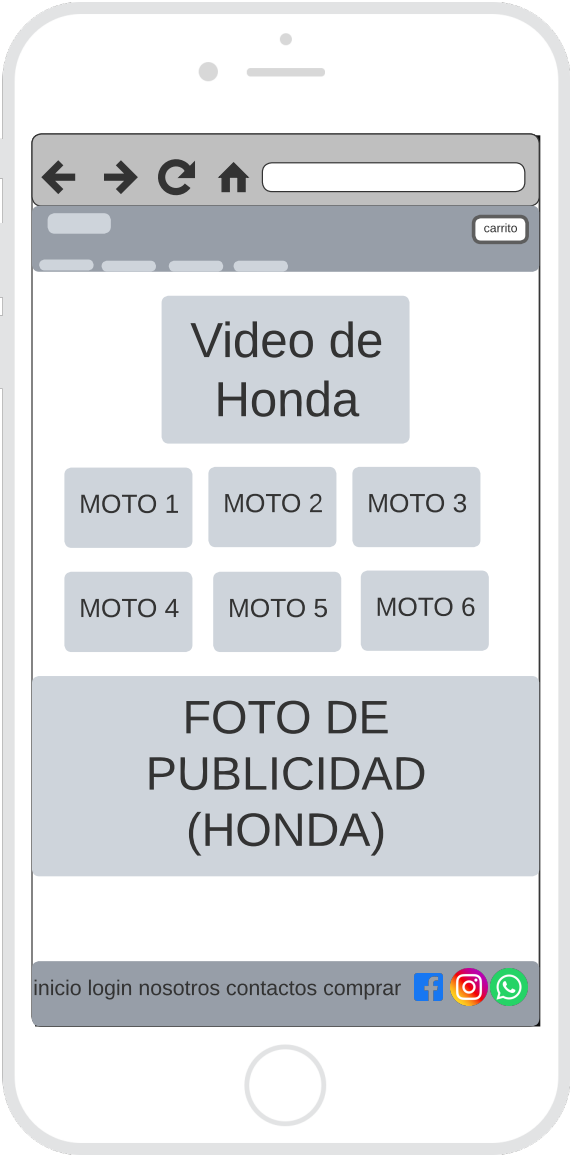 carrito
Video de
Honda
MOTO 1
MOTO 2
MOTO 3
MOTO 4
MOTO 5
MOTO 6
FOTO DE
PUBLICIDAD
(HONDA)
inicio login nosotros contactos comprar